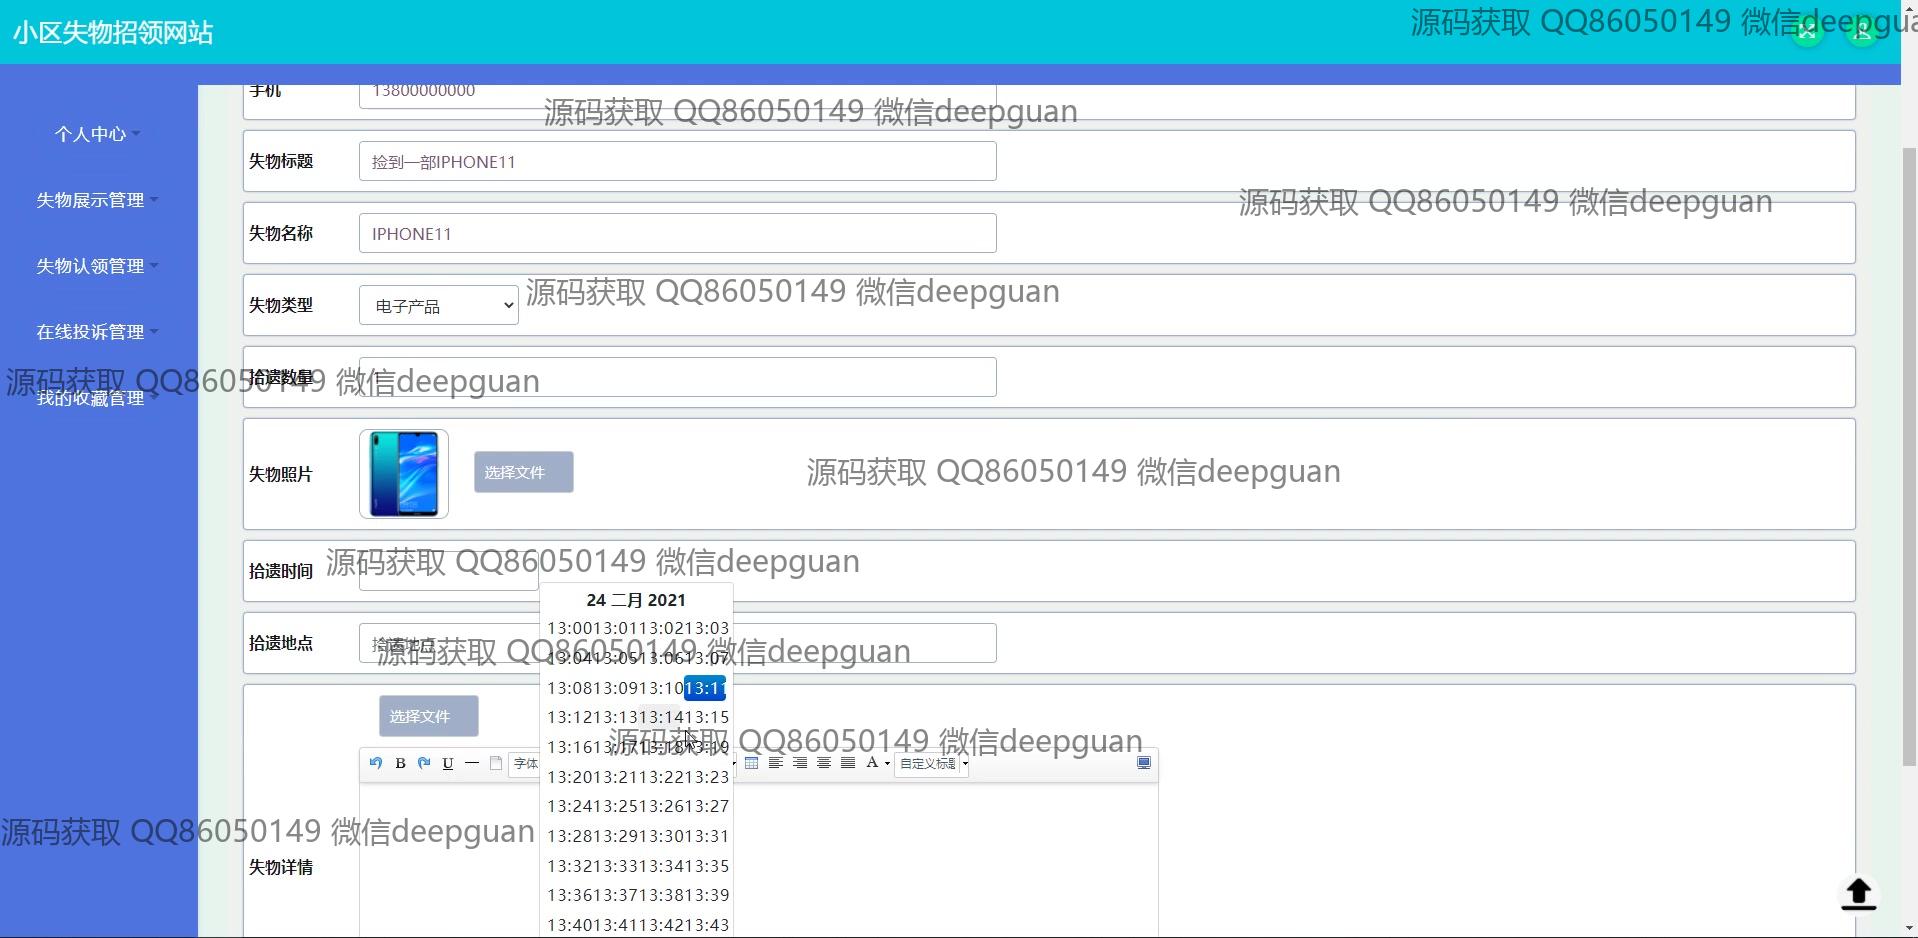 小区失物招领网站
源码获取 QQ86050149 微信deepgua
手机
13800000000
源码获取 QQ86050149 微信deepguan
个人中心
失物标题
捡到一部IPHONE11
失物展示管理
源码获取 QQ86050149 微信deepguan
失物名称
IPHONE11
失物认领管理
失物类型
电子产品
源码获取 QQ86050149 微信deepguan
在线投诉管理
拾遗数量
源码获取 QQ86050149 微信deepguan
我的收藏管理
失物照片
选择文件
源码获取 QQ86050149 微信deepguan
拾遗时间
源码获取 QQ86050149 微信deepguan
24 二月 2021
13:00 13:01 13:02 13:03
拾遗地点
拾遗地点
源码获取 QQ86050149 微信deepguan
13:04 13:05 13:06 13:07
13:08 13:09 13:10 13:11
选择文件
13:12 13:13 13:14 13:15
源码获取 QQ86050149 微信deepguan
13:16 13:17 13:18 13:19
B U 字体 A 自定义标题
13:20 13:21 13:22 13:23
13:24 13:25 13:26 13:27
源码获取 QQ86050149 微信deepguan
13:28 13:29 13:30 13:31
失物详情
13:32 13:33 13:34 13:35
13:36 13:37 13:38 13:39
13:40 13:41 13:42 13:43